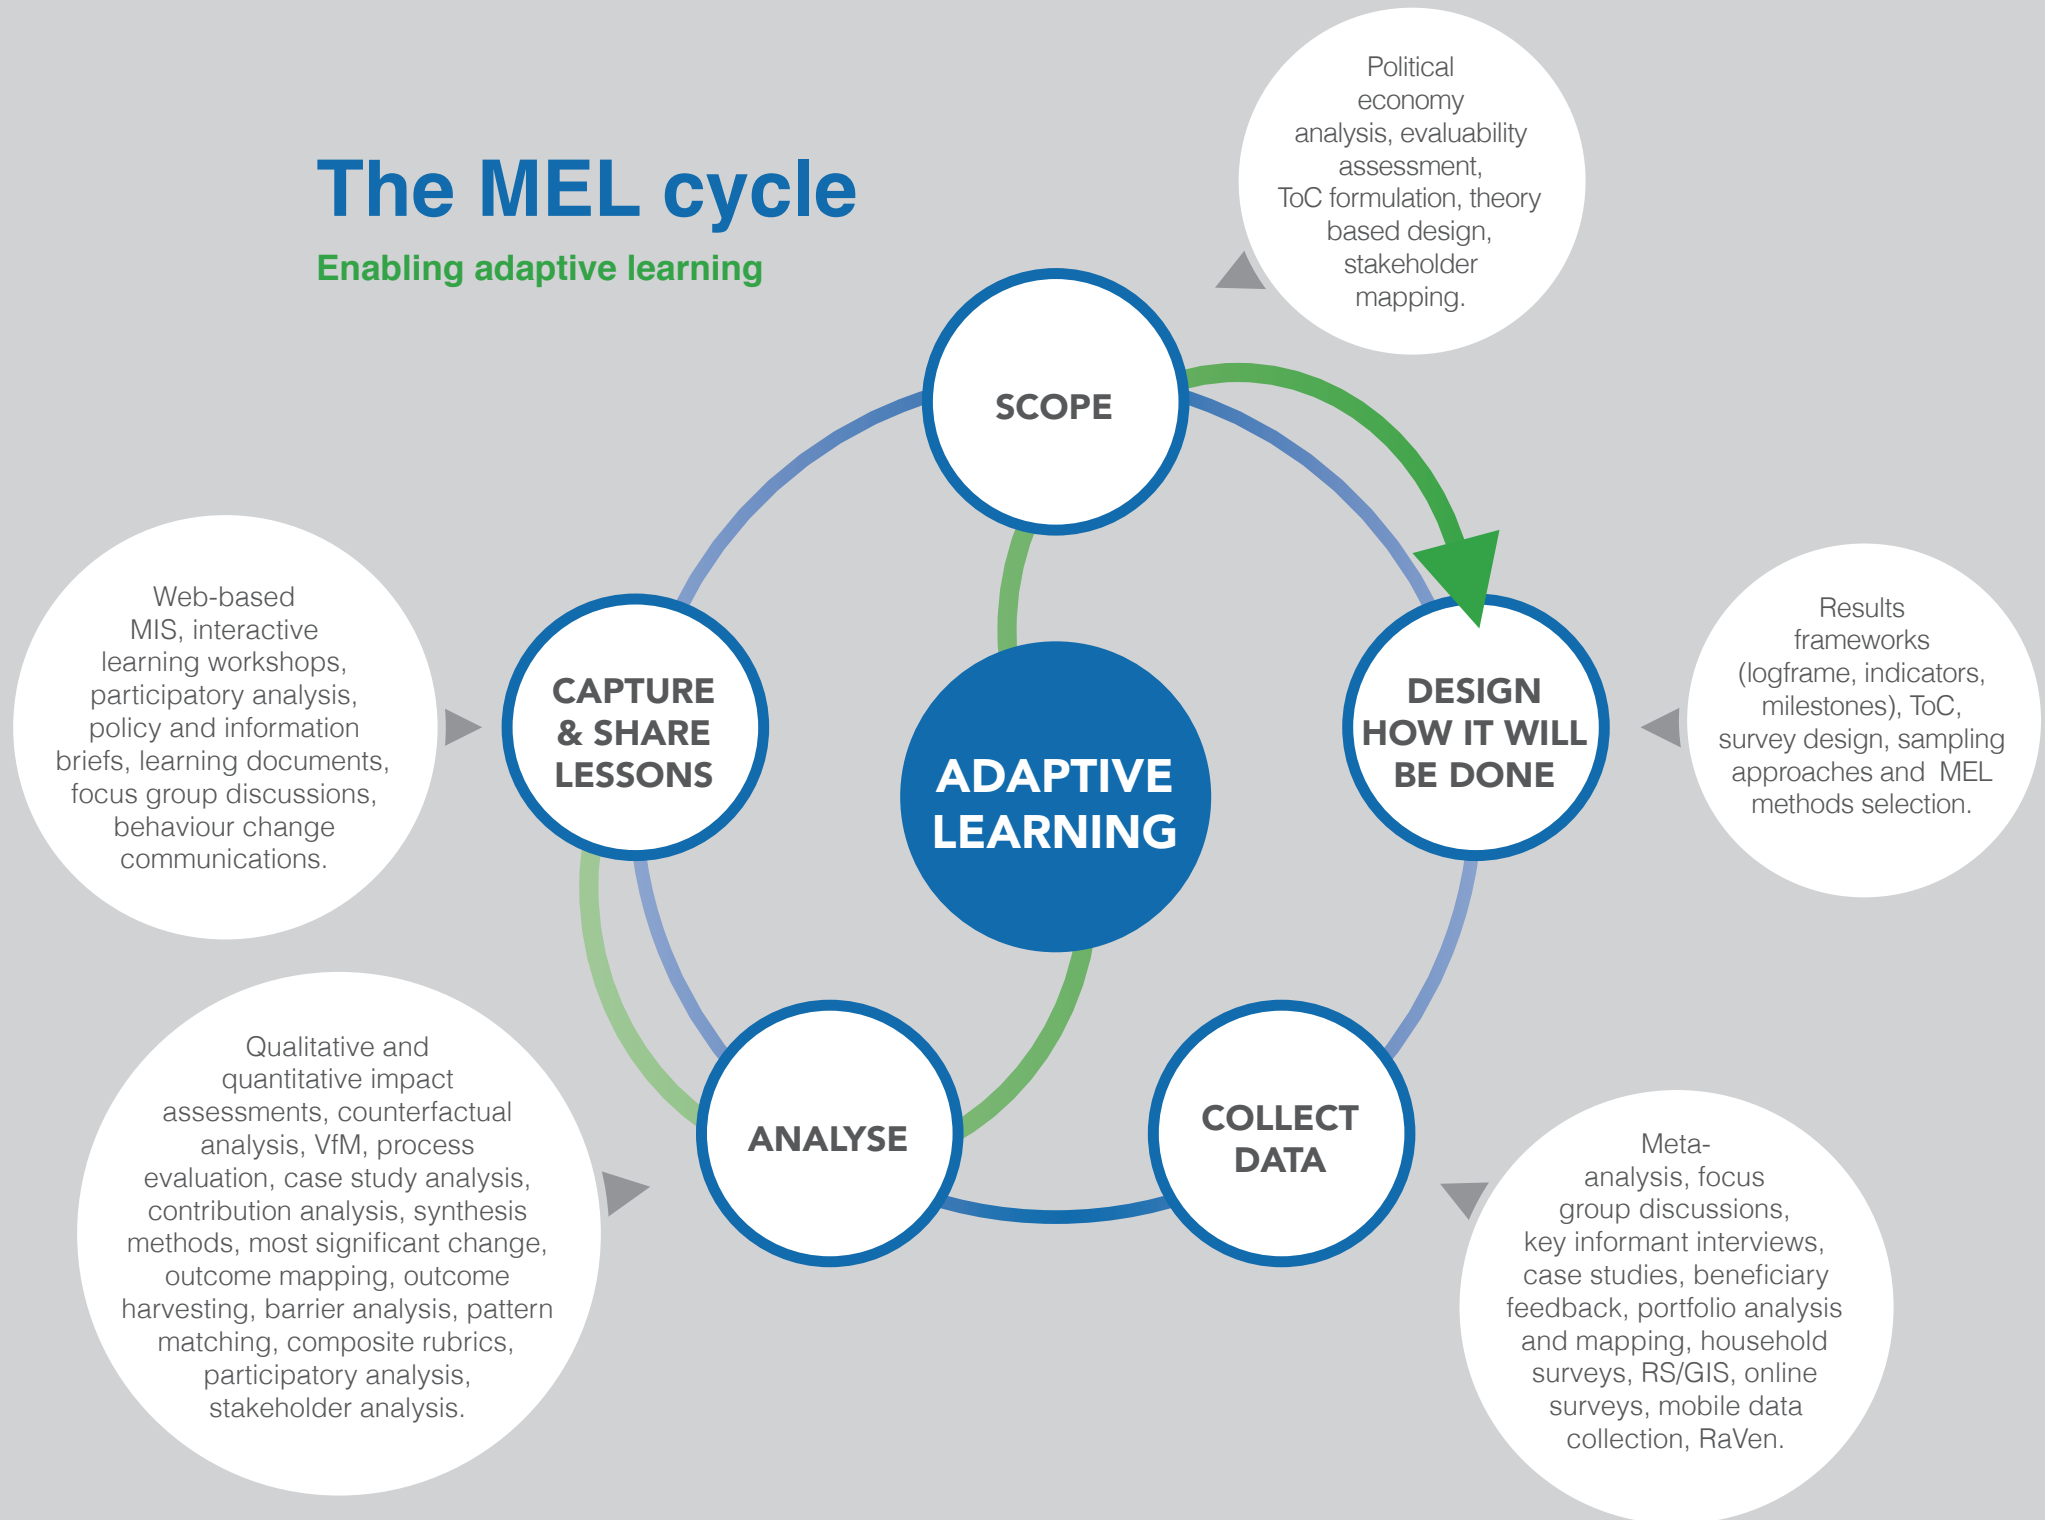 The MEL cycle
Enabling adaptive learning
Political
economy
analysis, evaluability
assessment,
ToC formulation, theory
based design,
stakeholder
mapping.
SCOPE
Web-based
MIS, interactive
learning workshops,
participatory analysis,
policy and information
briefs, learning documents,
focus group discussions,
behaviour change
communications.
CAPTURE
& SHARE
LESSONS
ADAPTIVE
LEARNING
DESIGN
HOW IT WILL
BE DONE
Results
frameworks
(logframe, indicators,
milestones), ToC,
survey design, sampling
approaches and  MEL
methods selection.
Qualitative and
quantitative impact
assessments, counterfactual
analysis, VfM, process
evaluation, case study analysis,
contribution analysis, synthesis
methods, most significant change,
outcome mapping, outcome
harvesting, barrier analysis, pattern
matching, composite rubrics,
participatory analysis,
stakeholder analysis.
ANALYSE
COLLECT
DATA
Meta-
analysis, focus
group discussions,
key informant interviews,
case studies, beneficiary
feedback, portfolio analysis
and mapping, household
surveys, RS/GIS, online
surveys, mobile data
collection, RaVen.